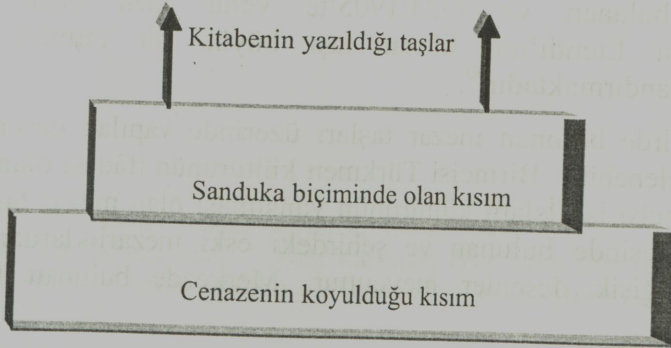 Kitabenin yazıldığı taşlar
Sanduka biçiminde olan kısım
Cenazenin koyulduğu kısım